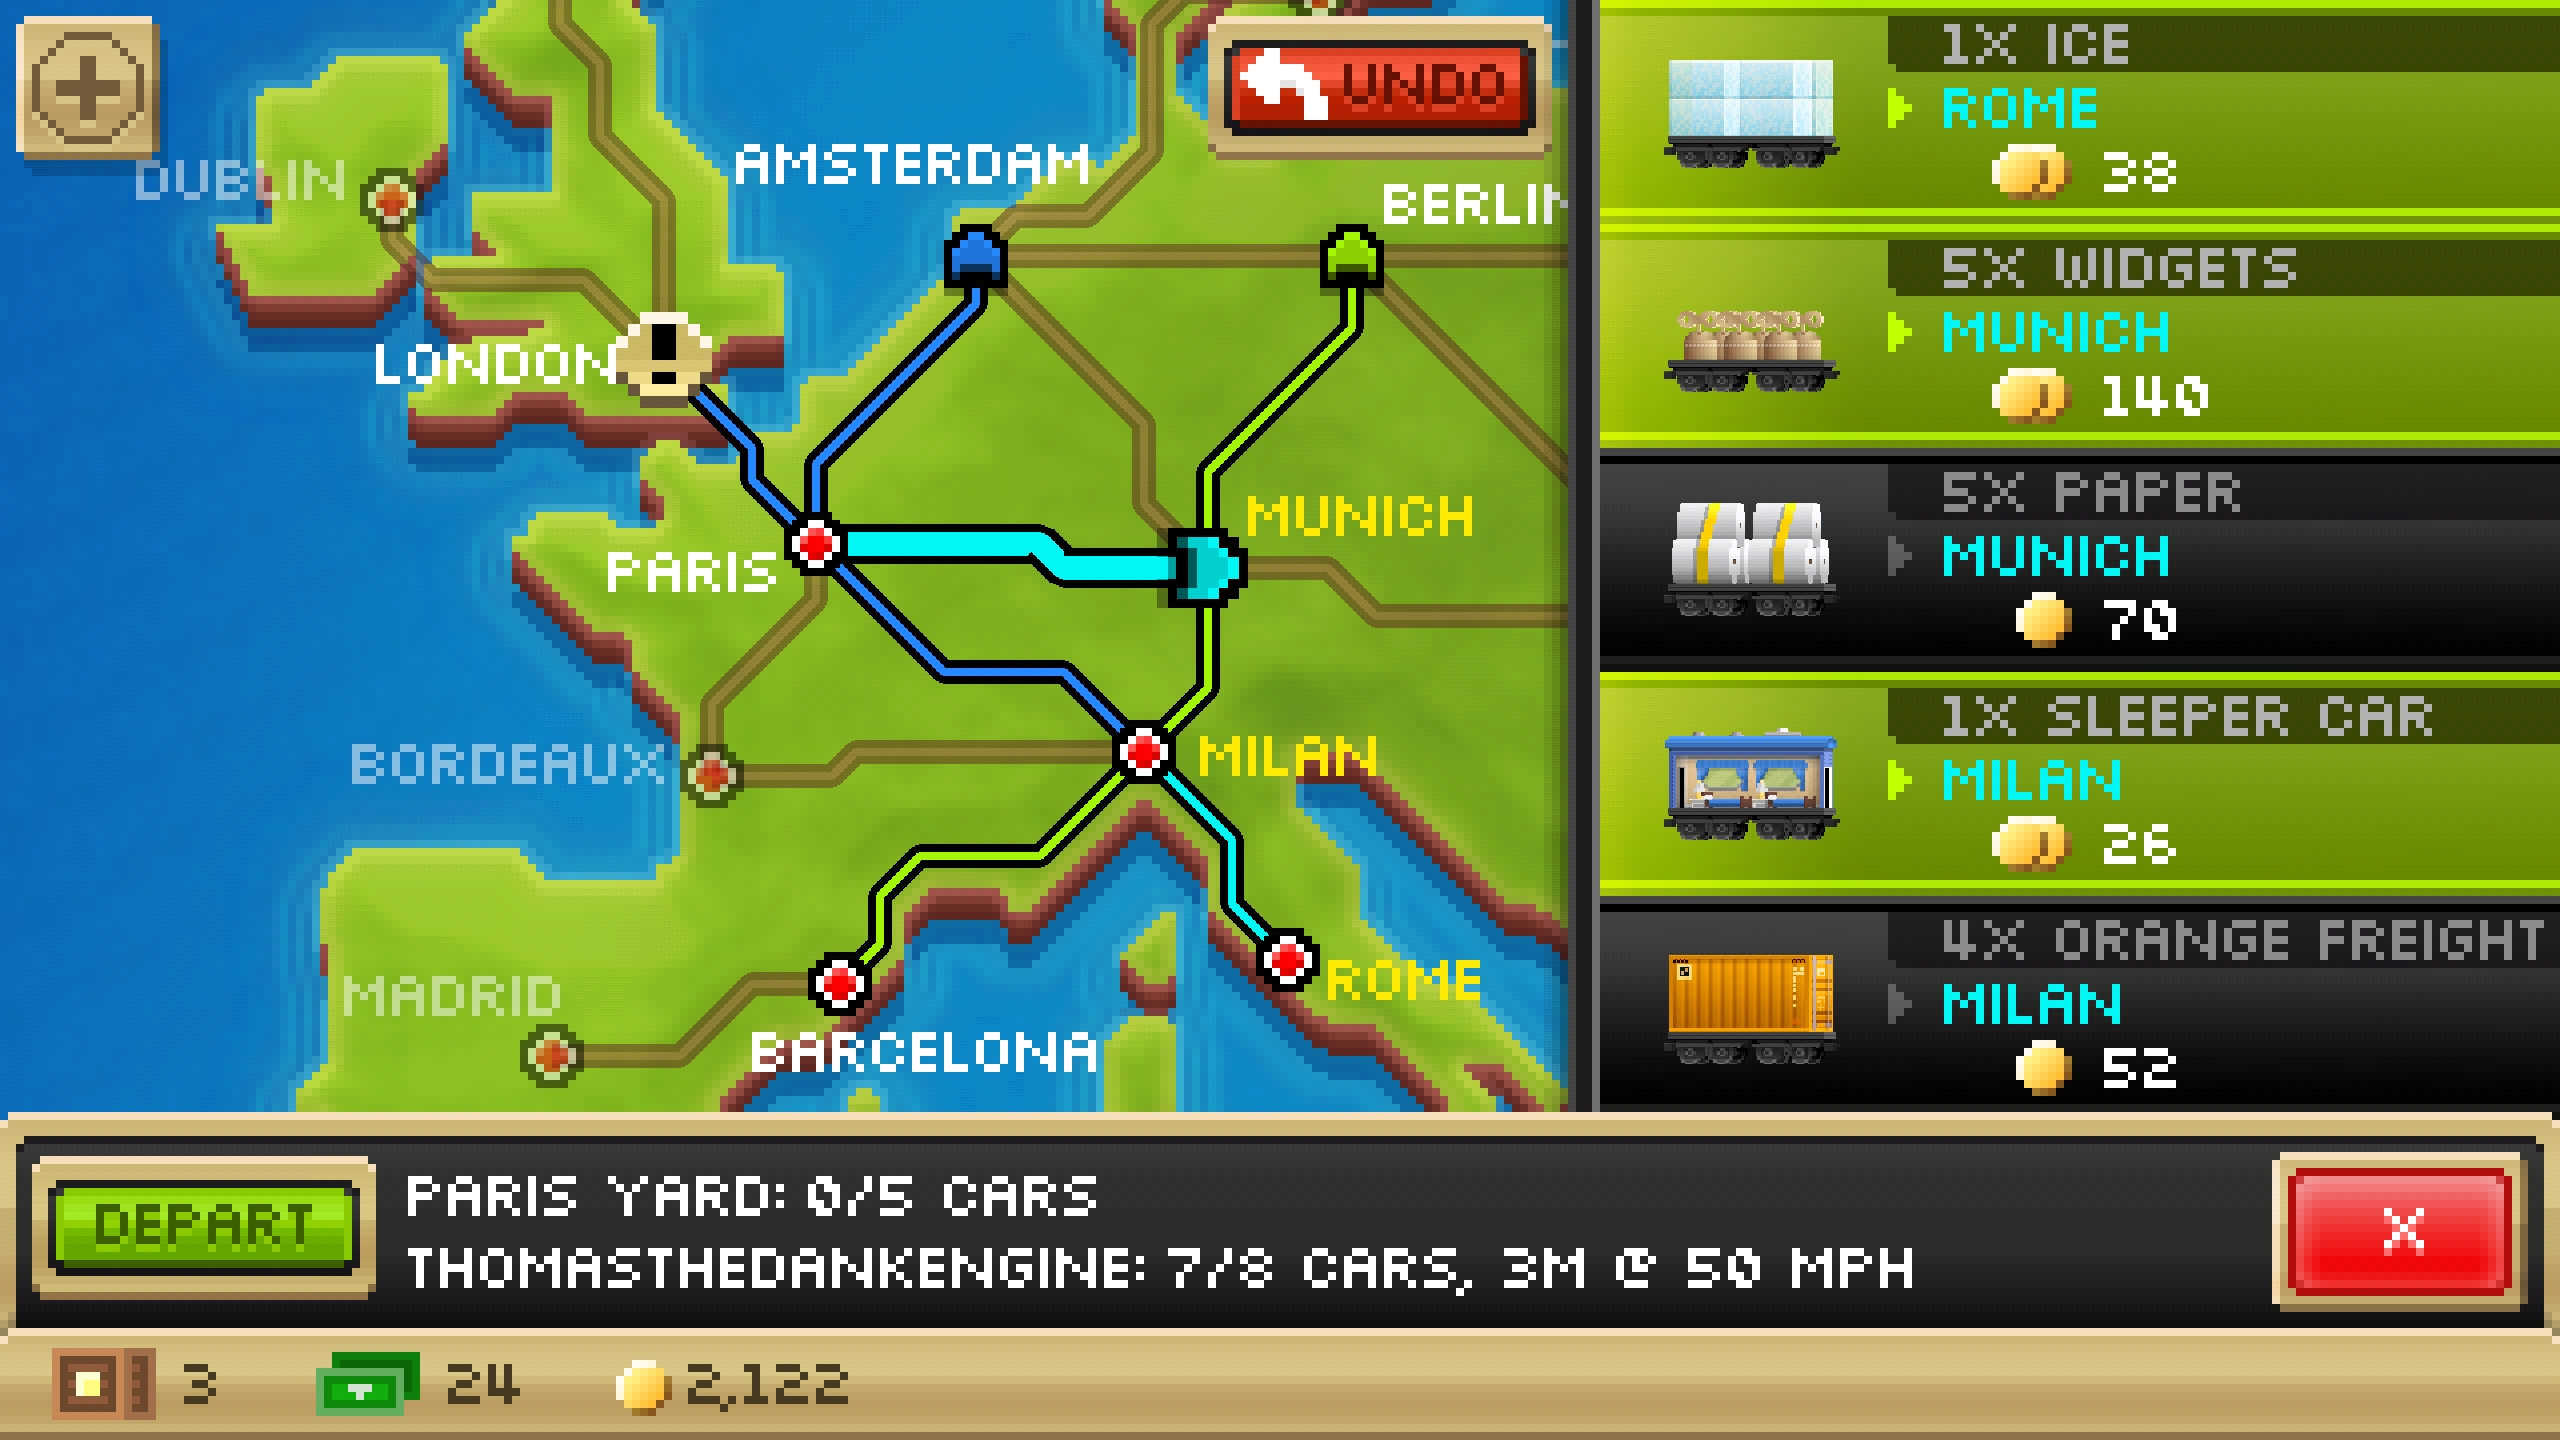 UNDO
AMSTERDAM
BERLIN
DUBLIN
LONDON
MUNICH
PARIS
BORDEAUX
MILAN
MADRID
ROME
BARCELONA
1X ICE
ROME
38
5X WIDGETS
MUNICH
140
5X PAPER
MUNICH
70
1X SLEEPER CAR
MILAN
26
4X ORANGE FREIGHT
MILAN
52
DEPART
PARIS YARD: 0/5 CARS
THOMASTHEDANKENGINE: 7/8 CARS, 3M @ 50 MPH
X
3
24
2,122